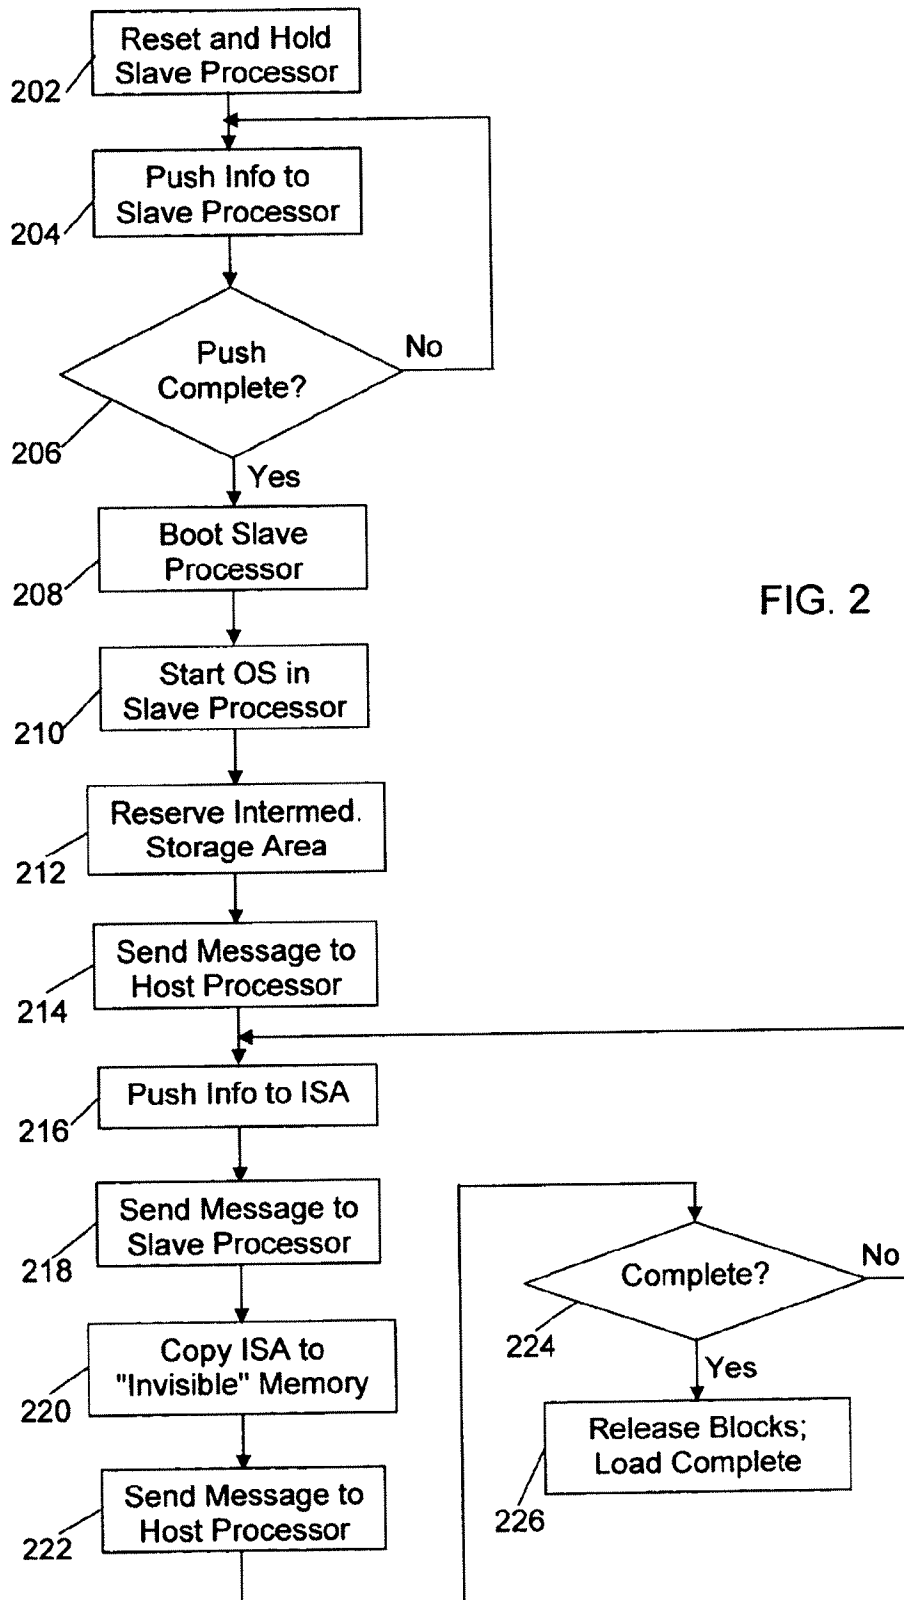 Reset and Hold
Slave Processor
202
Push Info to
Slave Processor
204
Push
Complete?
No
206
Yes
Boot Slave
Processor
208
FIG. 2
Start OS in
Slave Processor
210
Reserve Intermed.
Storage Area
212
Send Message to
Host Processor
214
Push Info to ISA
216
Send Message to
Slave Processor
218
Copy ISA to
"Invisible" Memory
220
Send Message to
Host Processor
222
Complete?
No
224
Yes
Release Blocks;
Load Complete
226